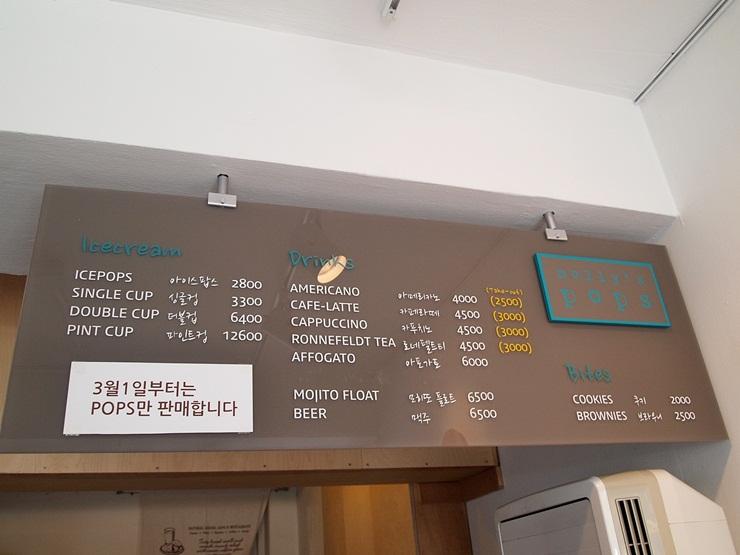 Icecream
ICEPOPS 아이스팝스 2800
SINGLE CUP 싱글컵 3300
DOUBLE CUP 더블컵 6400
PINT CUP 파인트컵 12600
3월1일부터는
POPS만 판매합니다
Drinks
(Take-out)
AMERICANO 아메리카노 4000 (2500)
CAFE-LATTE 카페라떼 4500 (3000)
CAPPUCCINO 카푸치노 4500 (3000)
RONNEFELDT TEA 로네펠트티 4500 (3000)
AFFOGATO 아포가토 6000
MOJITO FLOAT 모히또 플로트 6500
BEER 맥주 6500
polly's
pops
Bites
COOKIES 쿠키 2000
BROWNIES 브라우니 2500